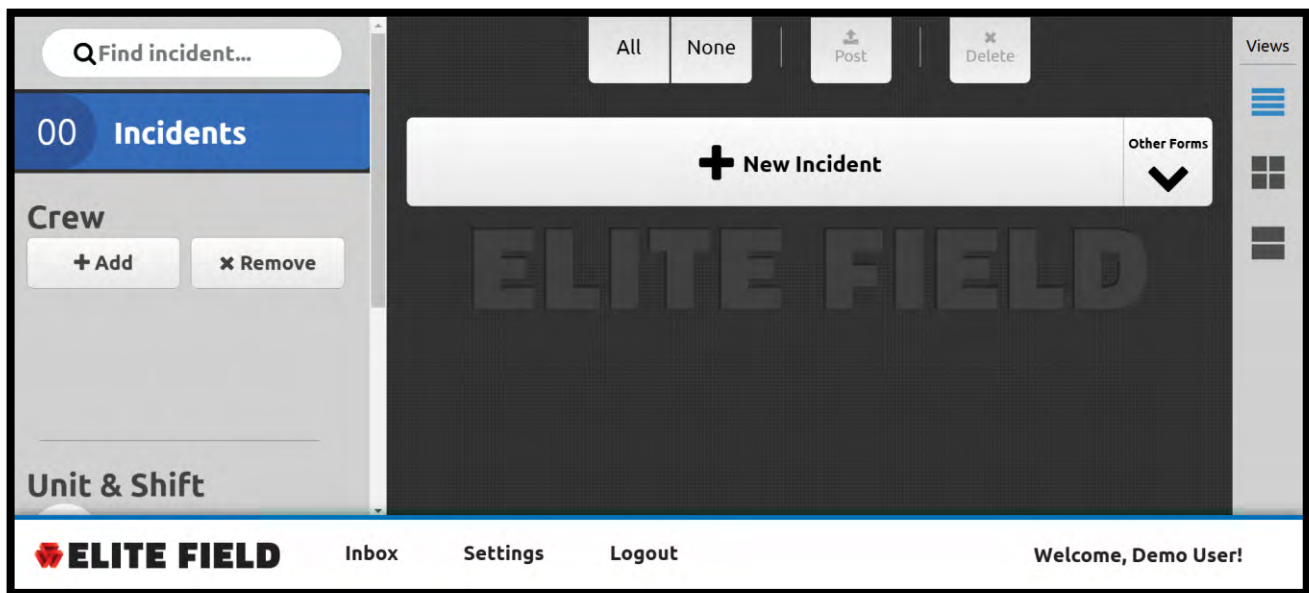 Find incident...
All
None
Post
Delete
Views
00 Incidents
New Incident
Other Forms
Crew
Add
Remove
ELITE FIELD
Unit & Shift
ELITE FIELD
Inbox
Settings
Logout
Welcome, Demo User!